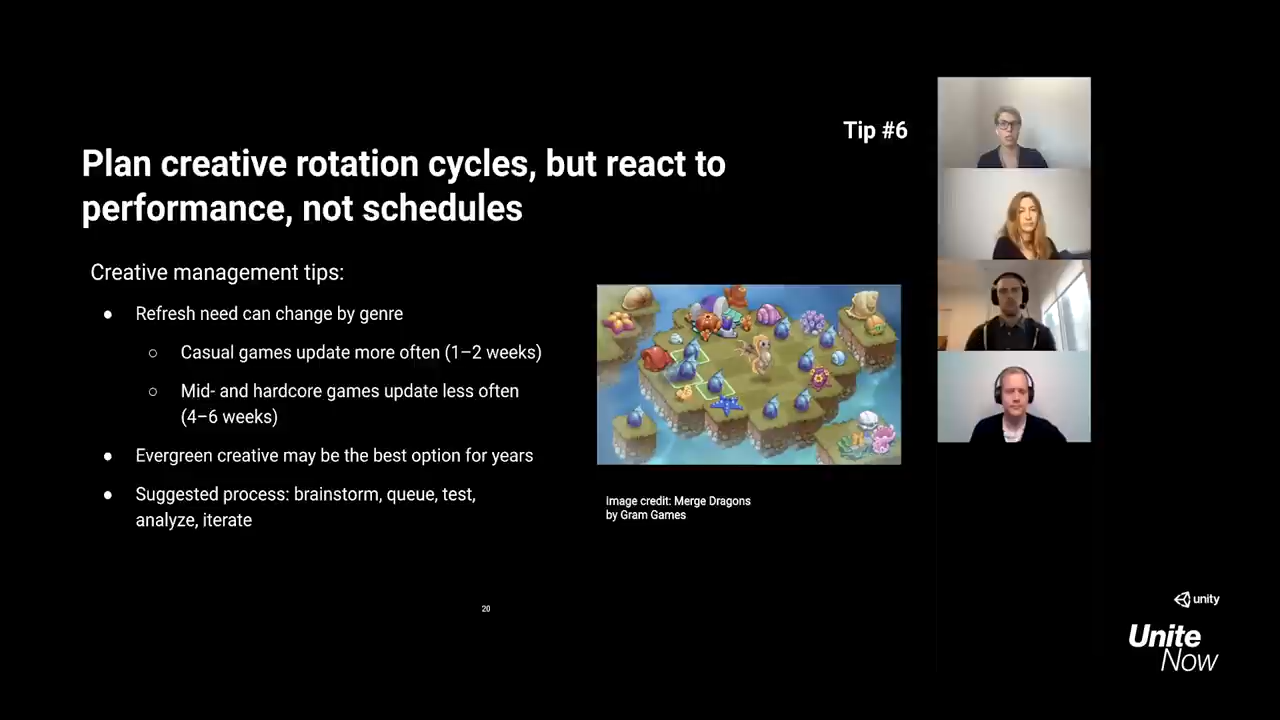 Tip #6
Plan creative rotation cycles, but react to
performance, not schedules
Creative management tips:
● Refresh need can change by genre
○ Casual games update more often (1–2 weeks)
○ Mid- and hardcore games update less often
(4–6 weeks)
● Evergreen creative may be the best option for years
● Suggested process: brainstorm, queue, test,
analyze, iterate
Image credit: Merge Dragons
by Gram Games
20
unity
Unite
Now